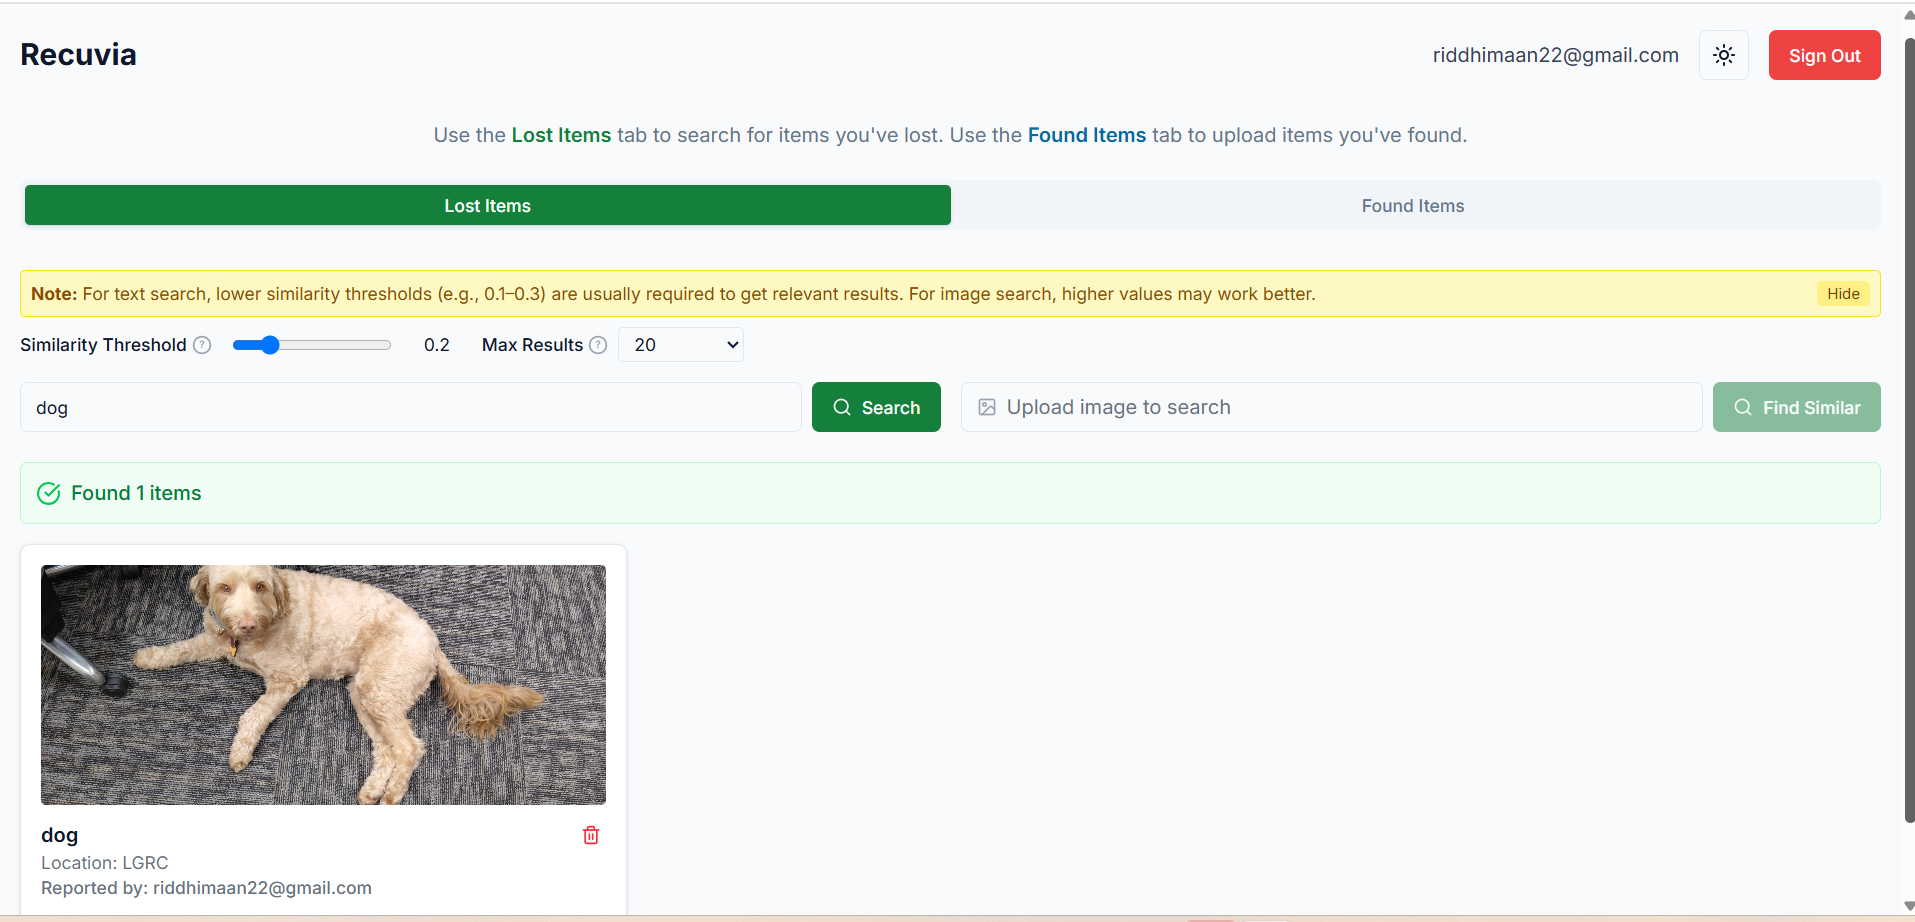 Recuvia
riddhimaan22@gmail.com
Sign Out
Use the Lost Items tab to search for items you've lost. Use the Found Items tab to upload items you've found.
Lost Items
Found Items
Note: For text search, lower similarity thresholds (e.g., 0.1–0.3) are usually required to get relevant results. For image search, higher values may work better.
Hide
Similarity Threshold ?
0.2
Max Results ?
20
dog
Search
Upload image to search
Find Similar
Found 1 items
dog
Location: LGRC
Reported by: riddhimaan22@gmail.com